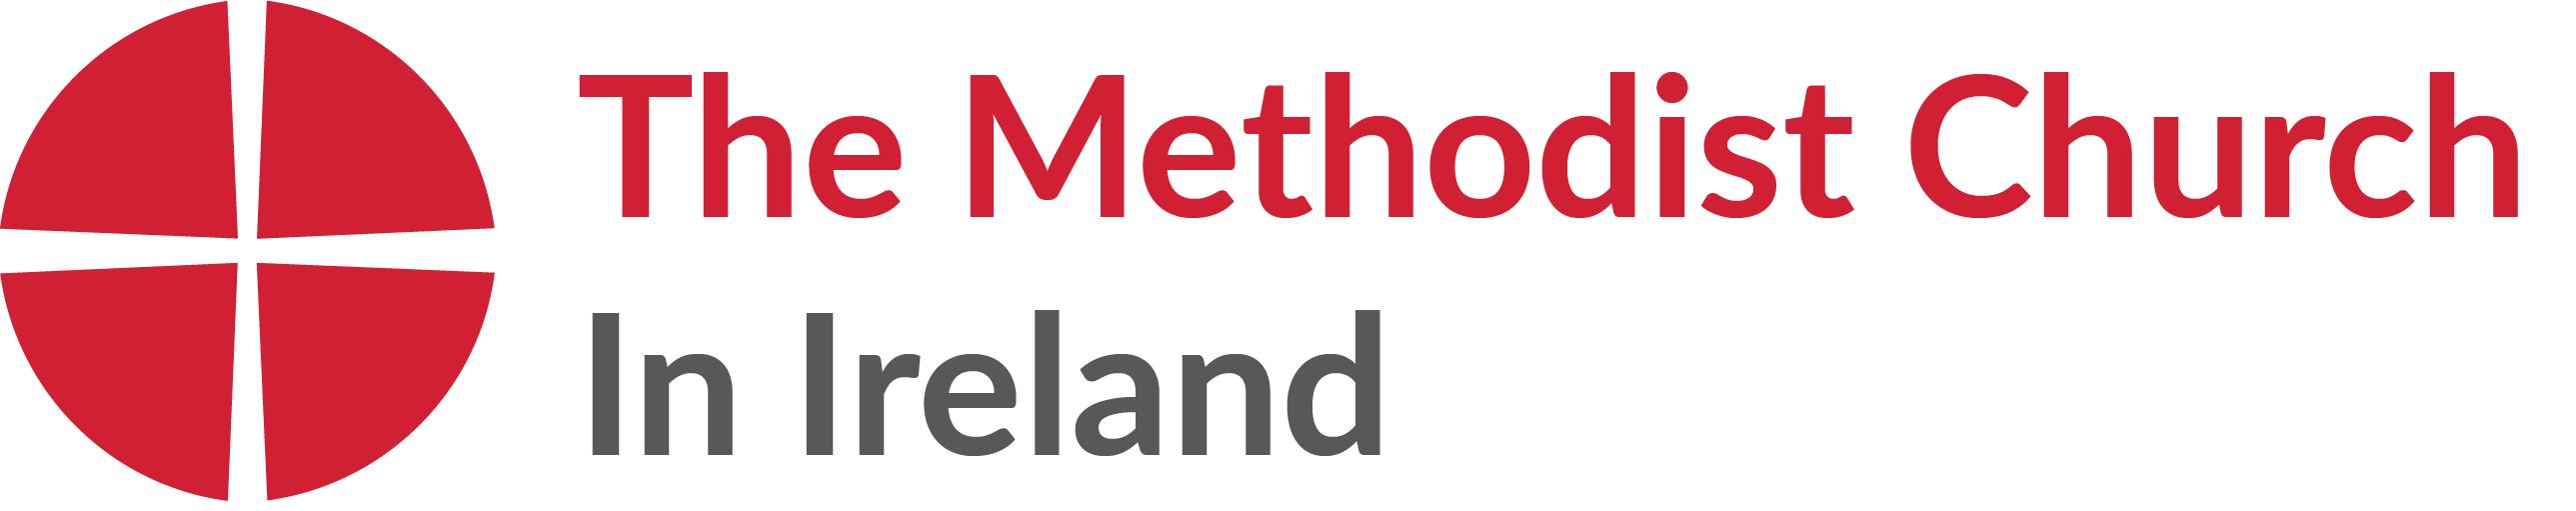 The Methodist Church
In Ireland